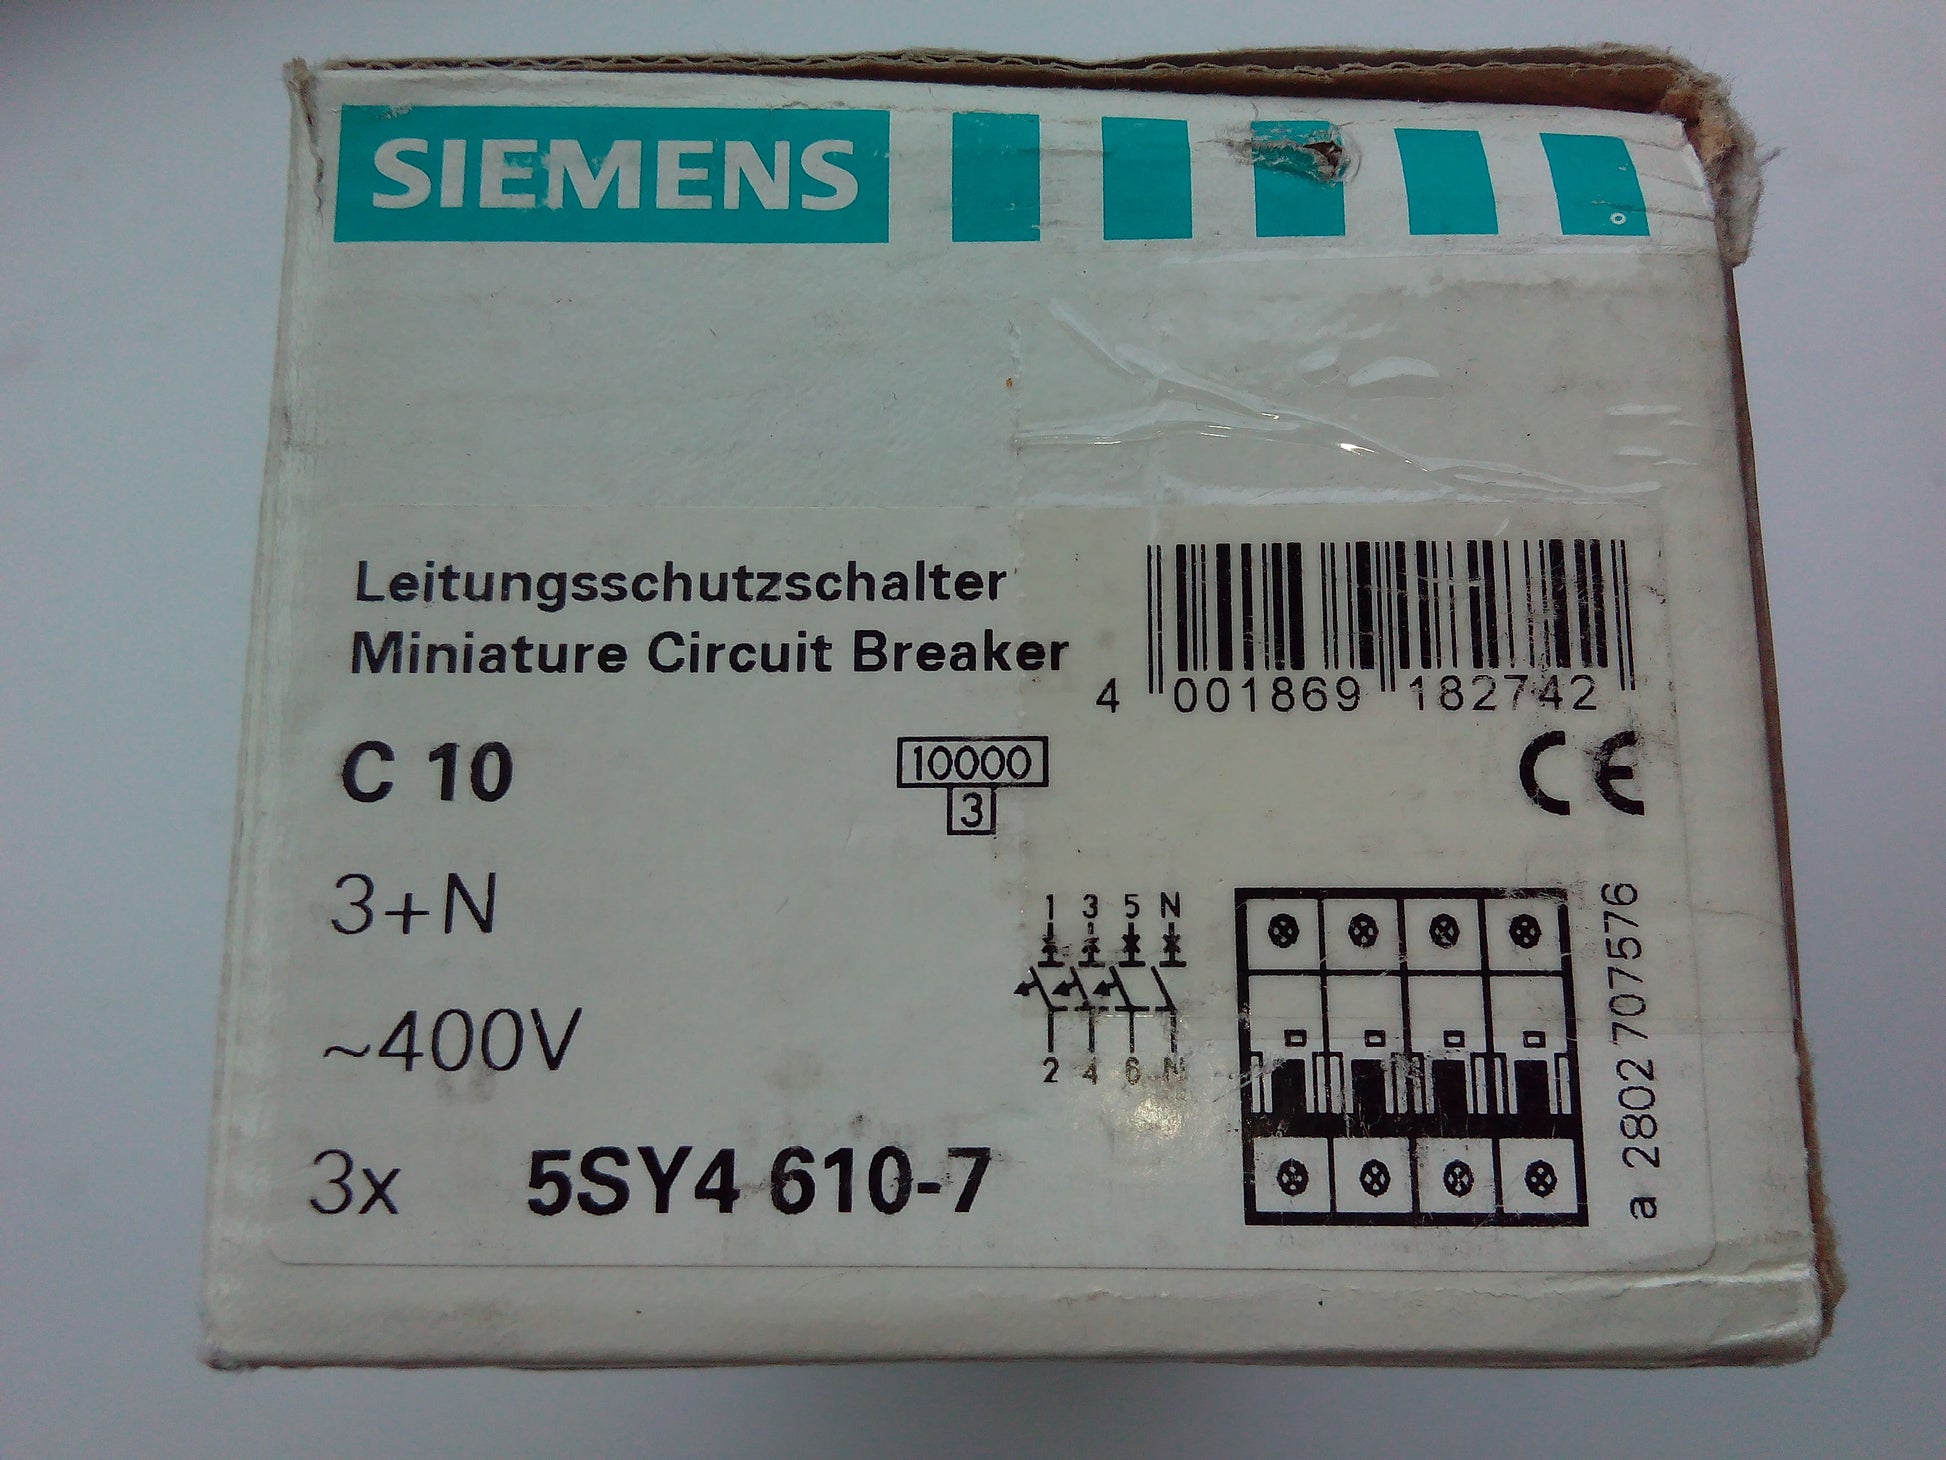 SIEMENS
Leitungsschutzschalter
Miniature Circuit Breaker
4 001869 182742
C 10
10000
3
CE
3+N
1 3 5 N
~400V
2 4 6 N
3x 5SY4 610-7
a 2802 707576